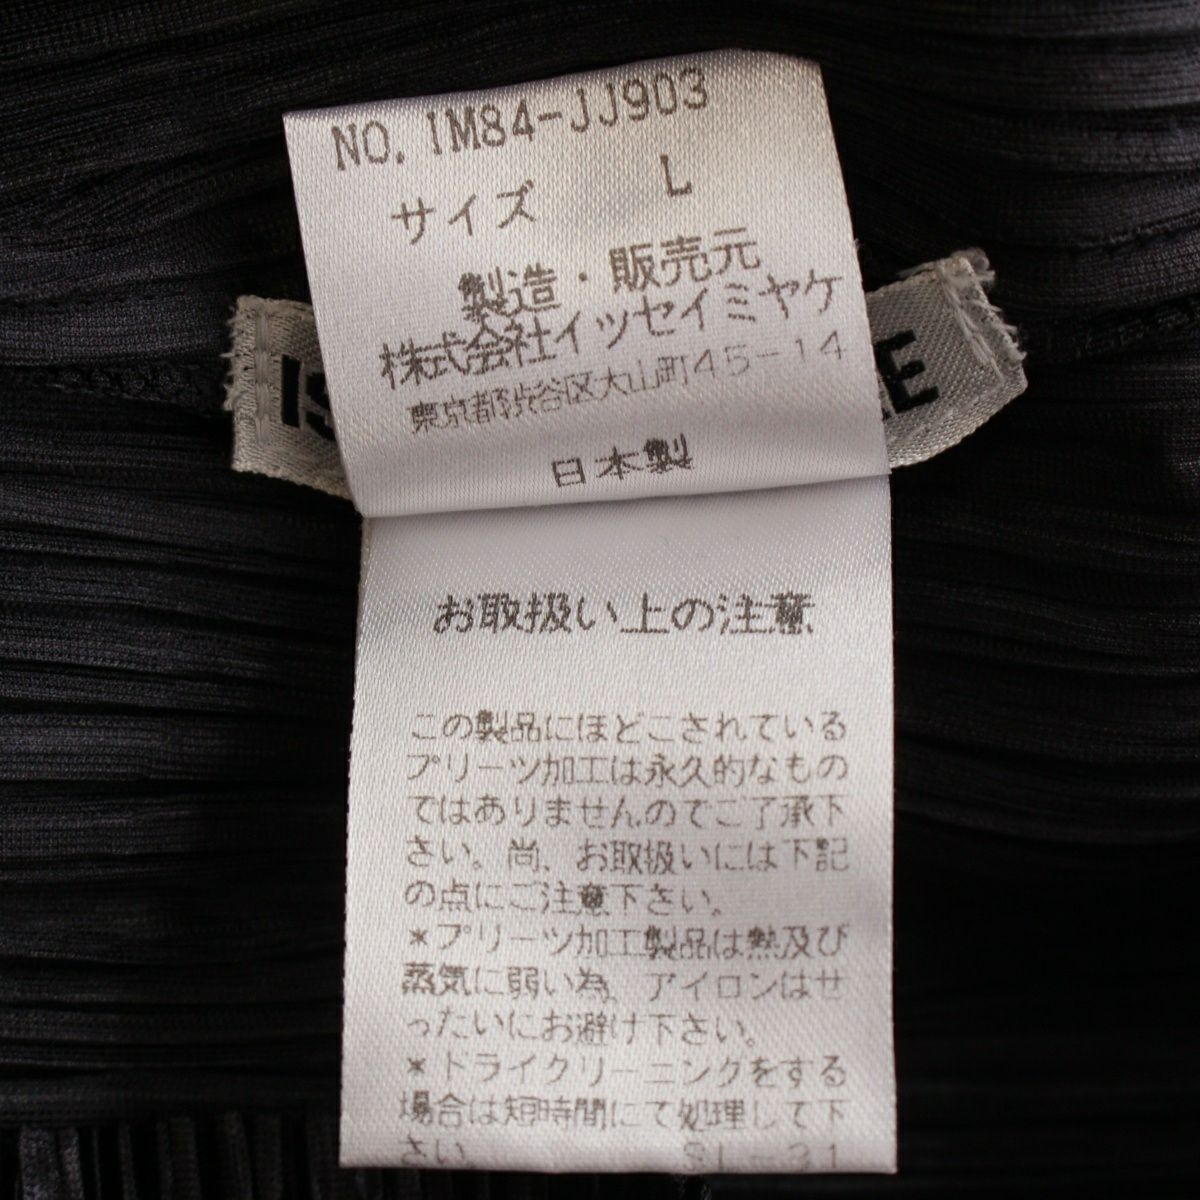 NO. IM84-JJ903
サイズ L
製造・販売元
株式会社イッセイミヤケ
東京都渋谷区大山町45-14
日本製
IS
E
お取扱い上の注意
この製品にほどこされている
プリーツ加工は永久的なもの
ではありませんのでご了承下
さい。尚、お取扱いには下記
の点にご注意下さい。
*プリーツ加工製品は熱及び
蒸気に弱い為、アイロンはせ
ったいにお避け下さい。
*ドライクリーニングをする
場合は短時間にて処理して下
さい。